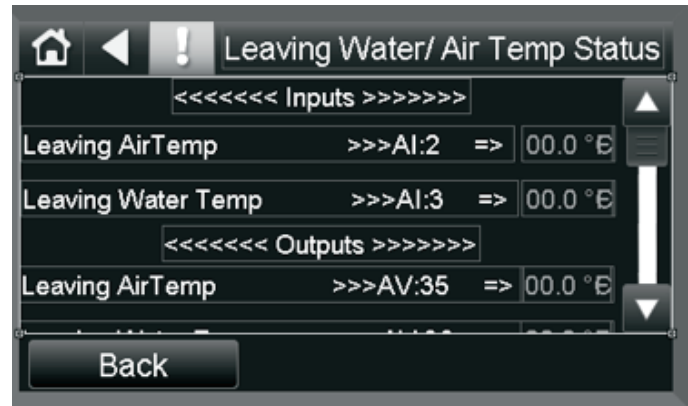 ! Leaving Water/ Air Temp Status
<<<<<<< Inputs >>>>>>>
Leaving AirTemp >>>AI:2 => 00.0 °E
Leaving Water Temp >>>AI:3 => 00.0 °E
<<<<<<< Outputs >>>>>>>
Leaving AirTemp >>>AV:35 => 00.0 °E
Back